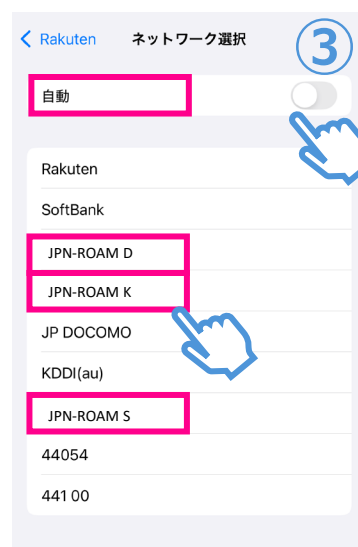 Rakuten ネットワーク選択 ③
自動
Rakuten
SoftBank
JPN-ROAM D
JPN-ROAM K
JP DOCOMO
KDDI(au)
JPN-ROAM S
44054
441 00